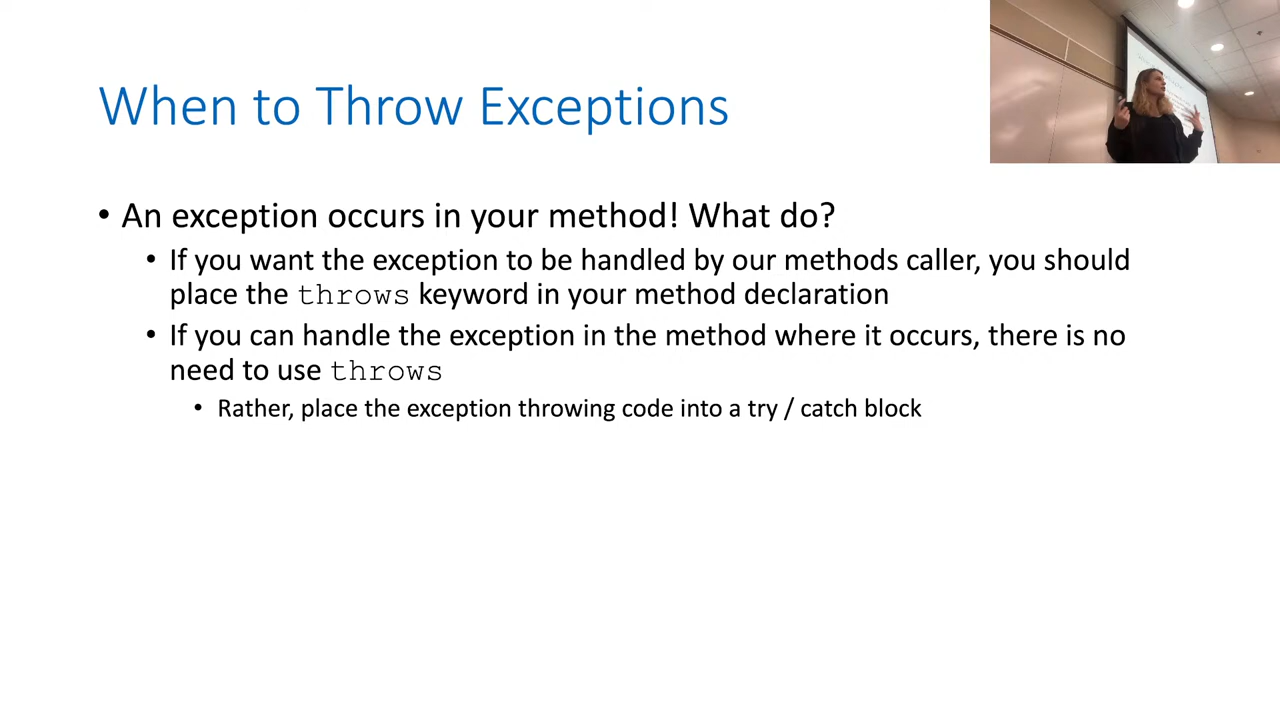 When to Throw Exceptions
• An exception occurs in your method! What do?
• If you want the exception to be handled by our methods caller, you should
place the throws keyword in your method declaration
• If you can handle the exception in the method where it occurs, there is no
need to use throws
• Rather, place the exception throwing code into a try / catch block